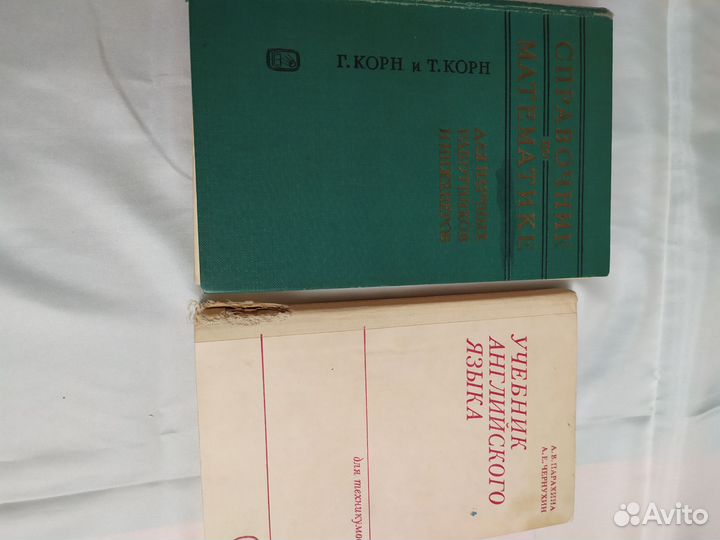 Г. КОРН и Т. КОРН
СПРАВОЧНИК
ПО
МАТЕМАТИКЕ
ДЛЯ НАУЧНЫХ
РАБОТНИКОВ
И ИНЖЕНЕРОВ
А. В. ПАРАХИНА
А. Е. ЧЕРНУХИН
УЧЕБНИК
АНГЛИЙСКОГО
ЯЗЫКА
для техникумов
Avito